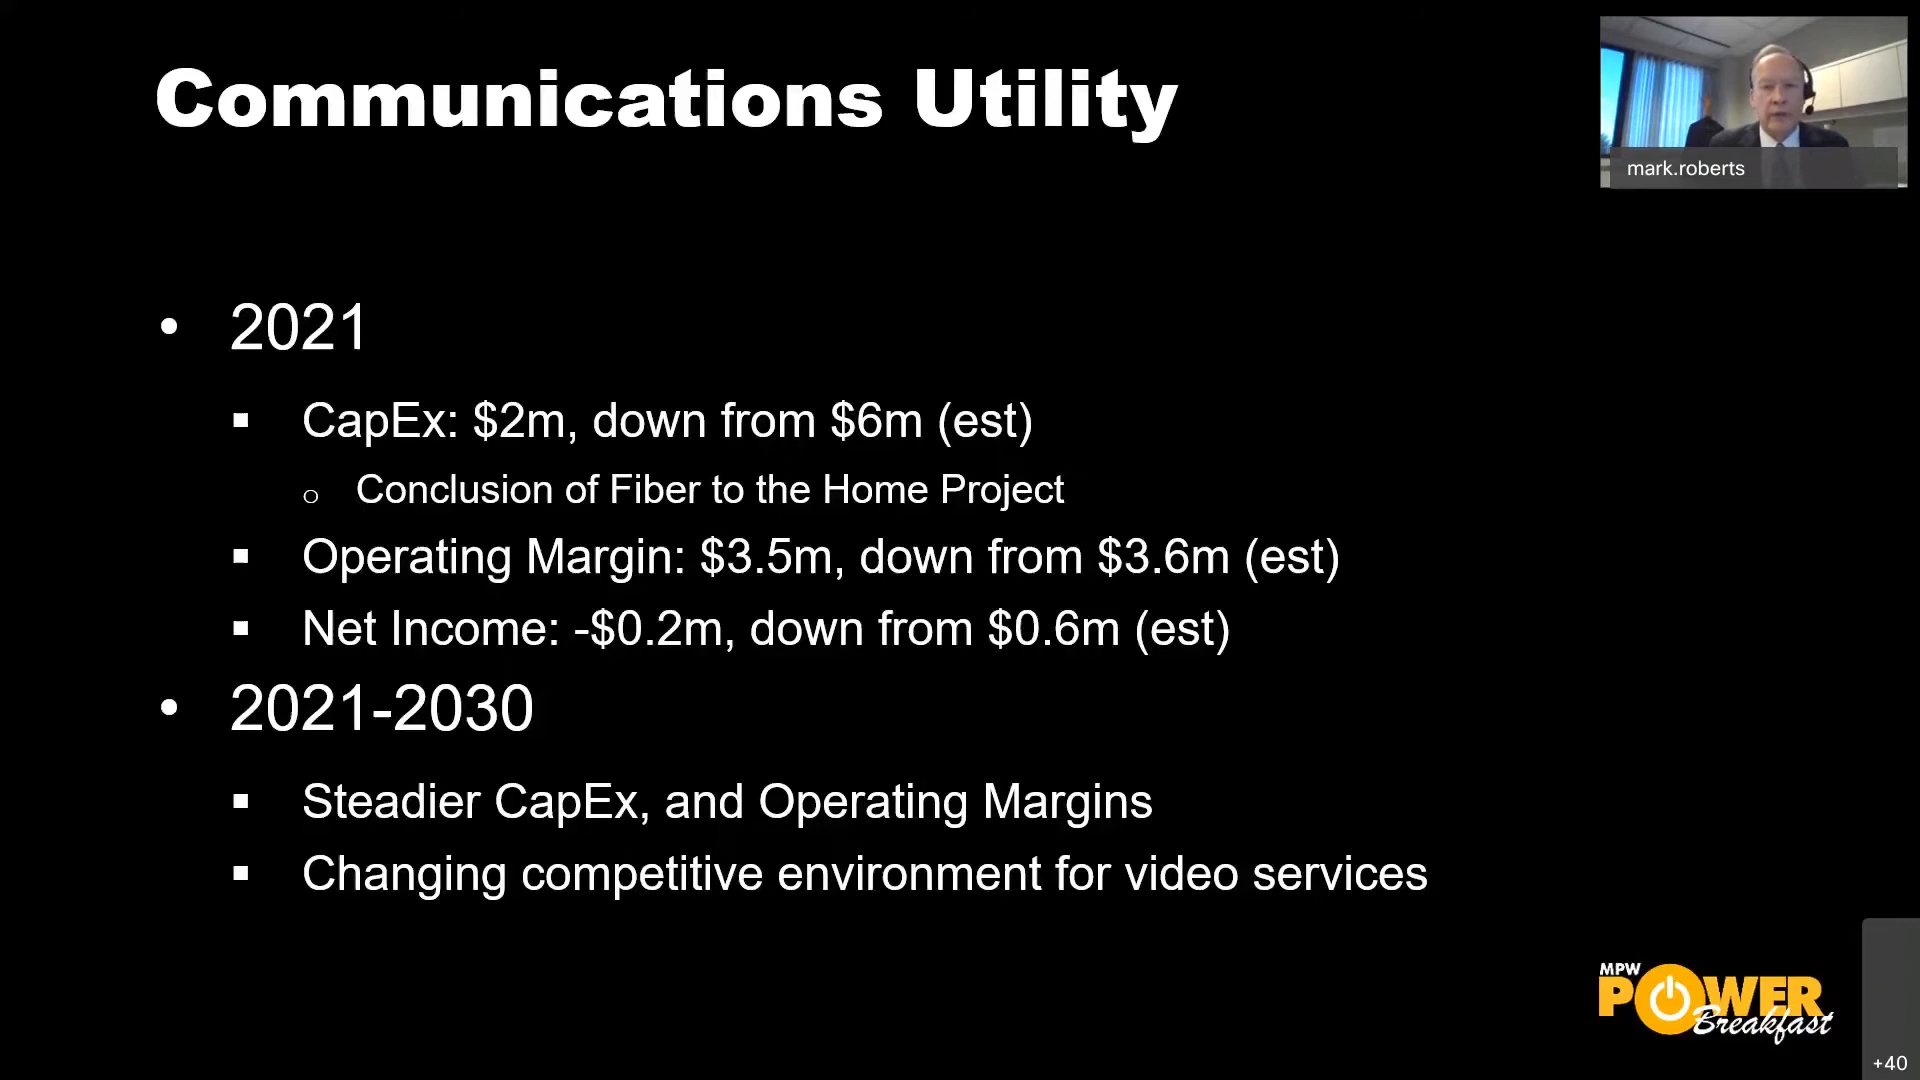 Communications Utility
mark.roberts
• 2021
▪ CapEx: $2m, down from $6m (est)
o Conclusion of Fiber to the Home Project
▪ Operating Margin: $3.5m, down from $3.6m (est)
▪ Net Income: -$0.2m, down from $0.6m (est)
• 2021-2030
▪ Steadier CapEx, and Operating Margins
▪ Changing competitive environment for video services
MPW
POWER
Breakfast
+40